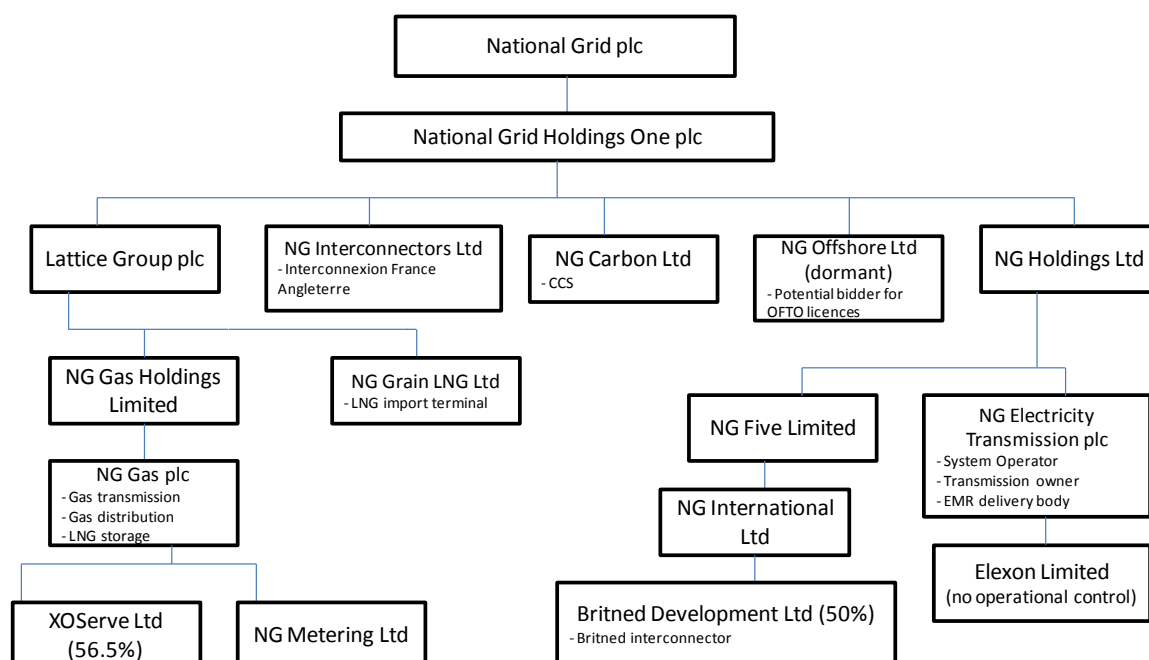 National Grid plc
National Grid Holdings One plc
Lattice Group plc
NG Interconnectors Ltd
- Interconnexion France
Angleterre
NG Carbon Ltd
- CCS
NG Offshore Ltd
(dormant)
- Potential bidder for
OFTO licences
NG Holdings Ltd
NG Gas Holdings
Limited
NG Grain LNG Ltd
- LNG import terminal
NG Five Limited
NG Electricity
Transmission plc
- System Operator
- Transmission owner
- EMR delivery body
NG Gas plc
- Gas transmission
- Gas distribution
- LNG storage
NG International
Ltd
Elexon Limited
(no operational control)
XOServe Ltd
(56.5%)
NG Metering Ltd
Britned Development Ltd (50%)
- Britned interconnector